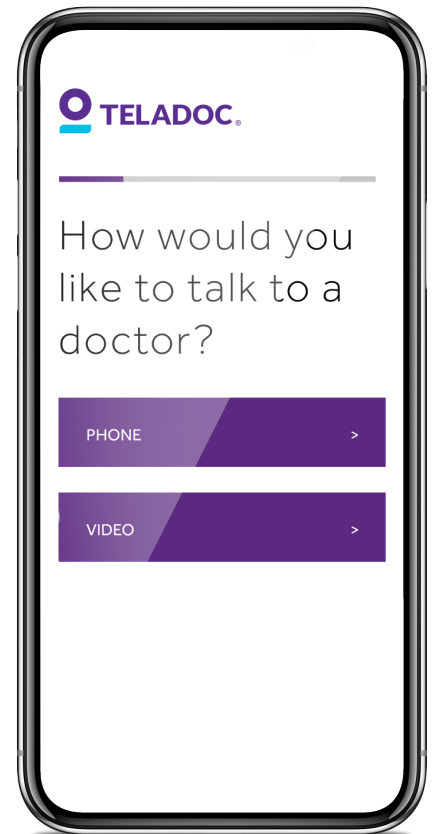 TELADOC®
How would you
like to talk to a
doctor?
PHONE >
VIDEO >